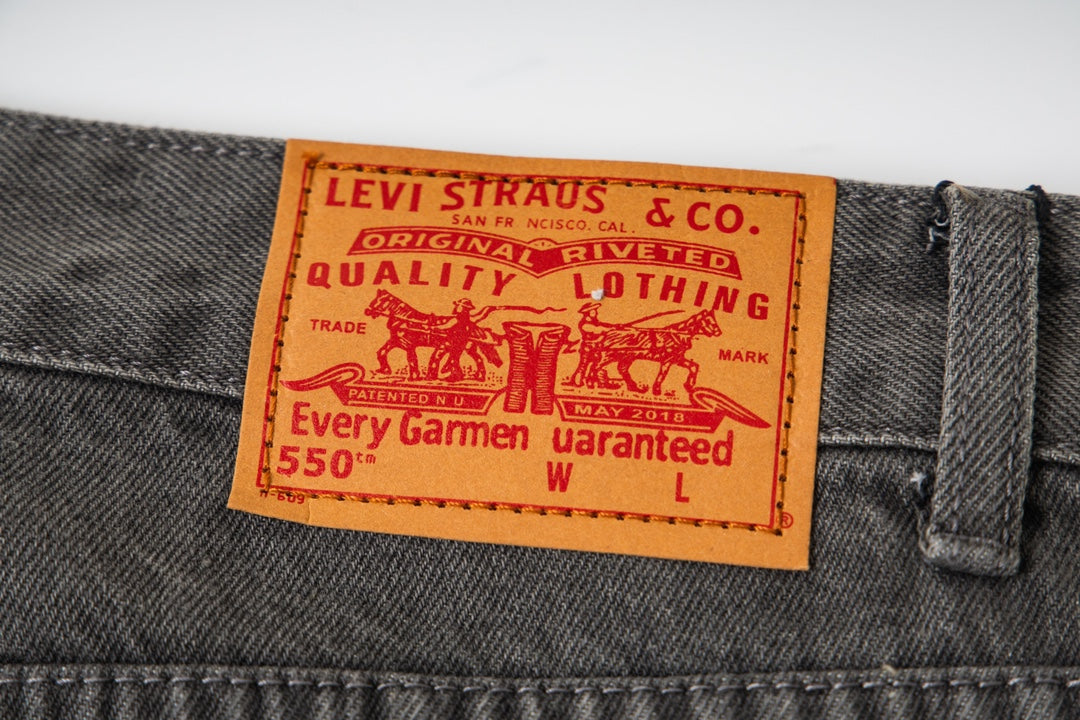 LEVI STRAUS & CO.
SAN FR NCISCO. CAL.
ORIGINAL RIVETED
QUALITY LOTHING
TRADE MARK
PATENTED N U MAY 2018
Every Garmen uaranteed
550™ W L
®